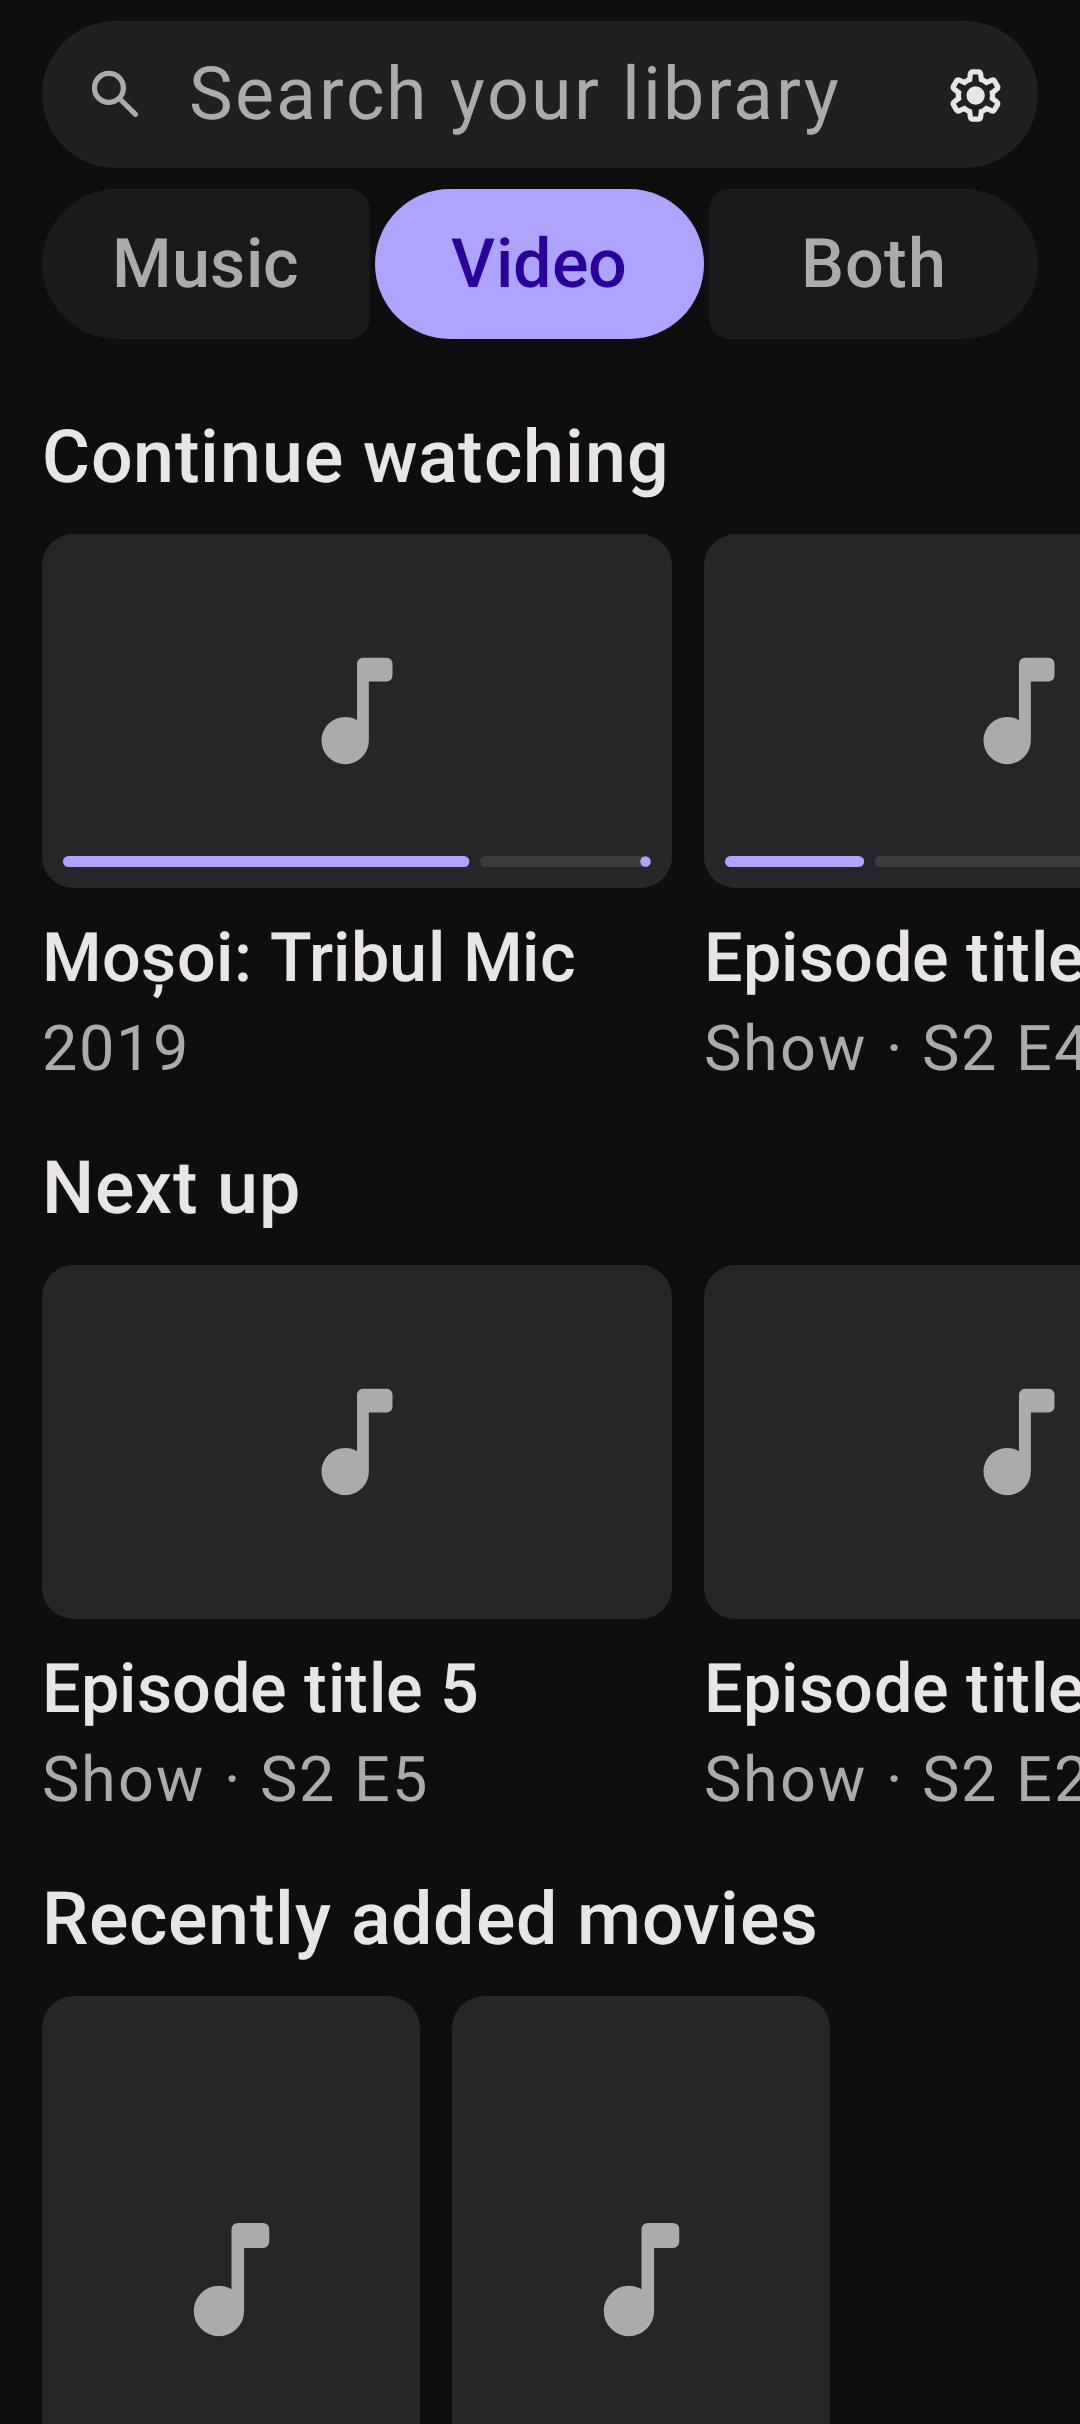 Search your library
Music Video Both
Continue watching
Moșoi: Tribul Mic
2019
Episode title
Show · S2 E4
Next up
Episode title 5
Show · S2 E5
Episode title
Show · S2 E2
Recently added movies